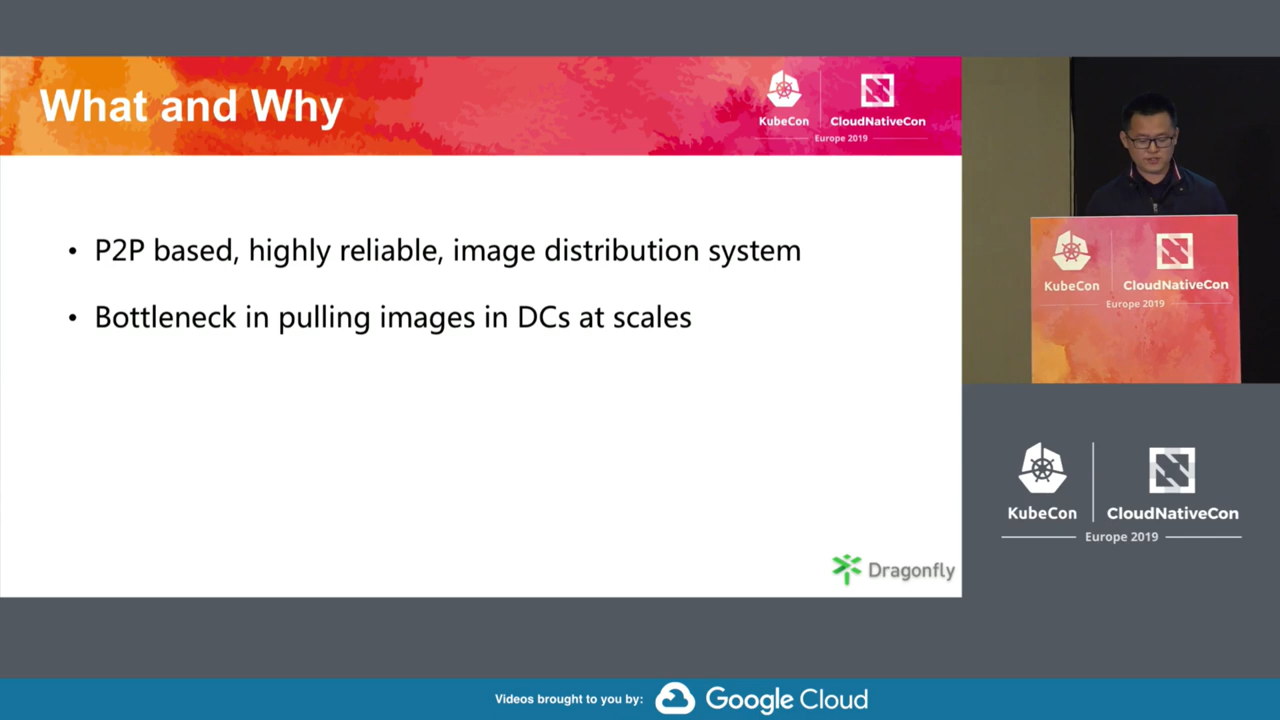 What and Why
KubeCon
CloudNativeCon
Europe 2019
• P2P based, highly reliable, image distribution system
• Bottleneck in pulling images in DCs at scales
Dragonfly
KubeCon
CloudNativeCon
Europe 2019
KubeCon
CloudNativeCon
Europe 2019
Videos brought to you by: Google Cloud